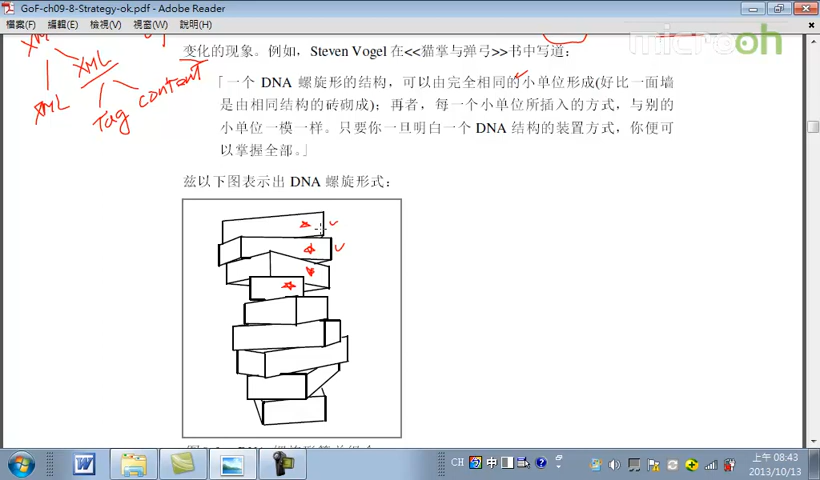 GoF-ch09-8-Strategy-ok.pdf - Adobe Reader
檔案(F) 編輯(E) 檢視(V) 視窗(W) 說明(H)
microoh
XML
变化的现象。例如，Steven Vogel 在<<猫掌与弹弓>>书中写道：
XML
XML
Tag
content
「一个 DNA 螺旋形的结构，可以由完全相同的小单位形成(好比一面墙
是由相同结构的砖砌成)；再者，每一个小单位所插入的方式，与别的
小单位一模一样。只要你一旦明白一个 DNA 结构的装置方式，你便可
以掌握全部。」
兹以下图表示出 DNA 螺旋形式：
CH 中
上午 08:43
2013/10/13